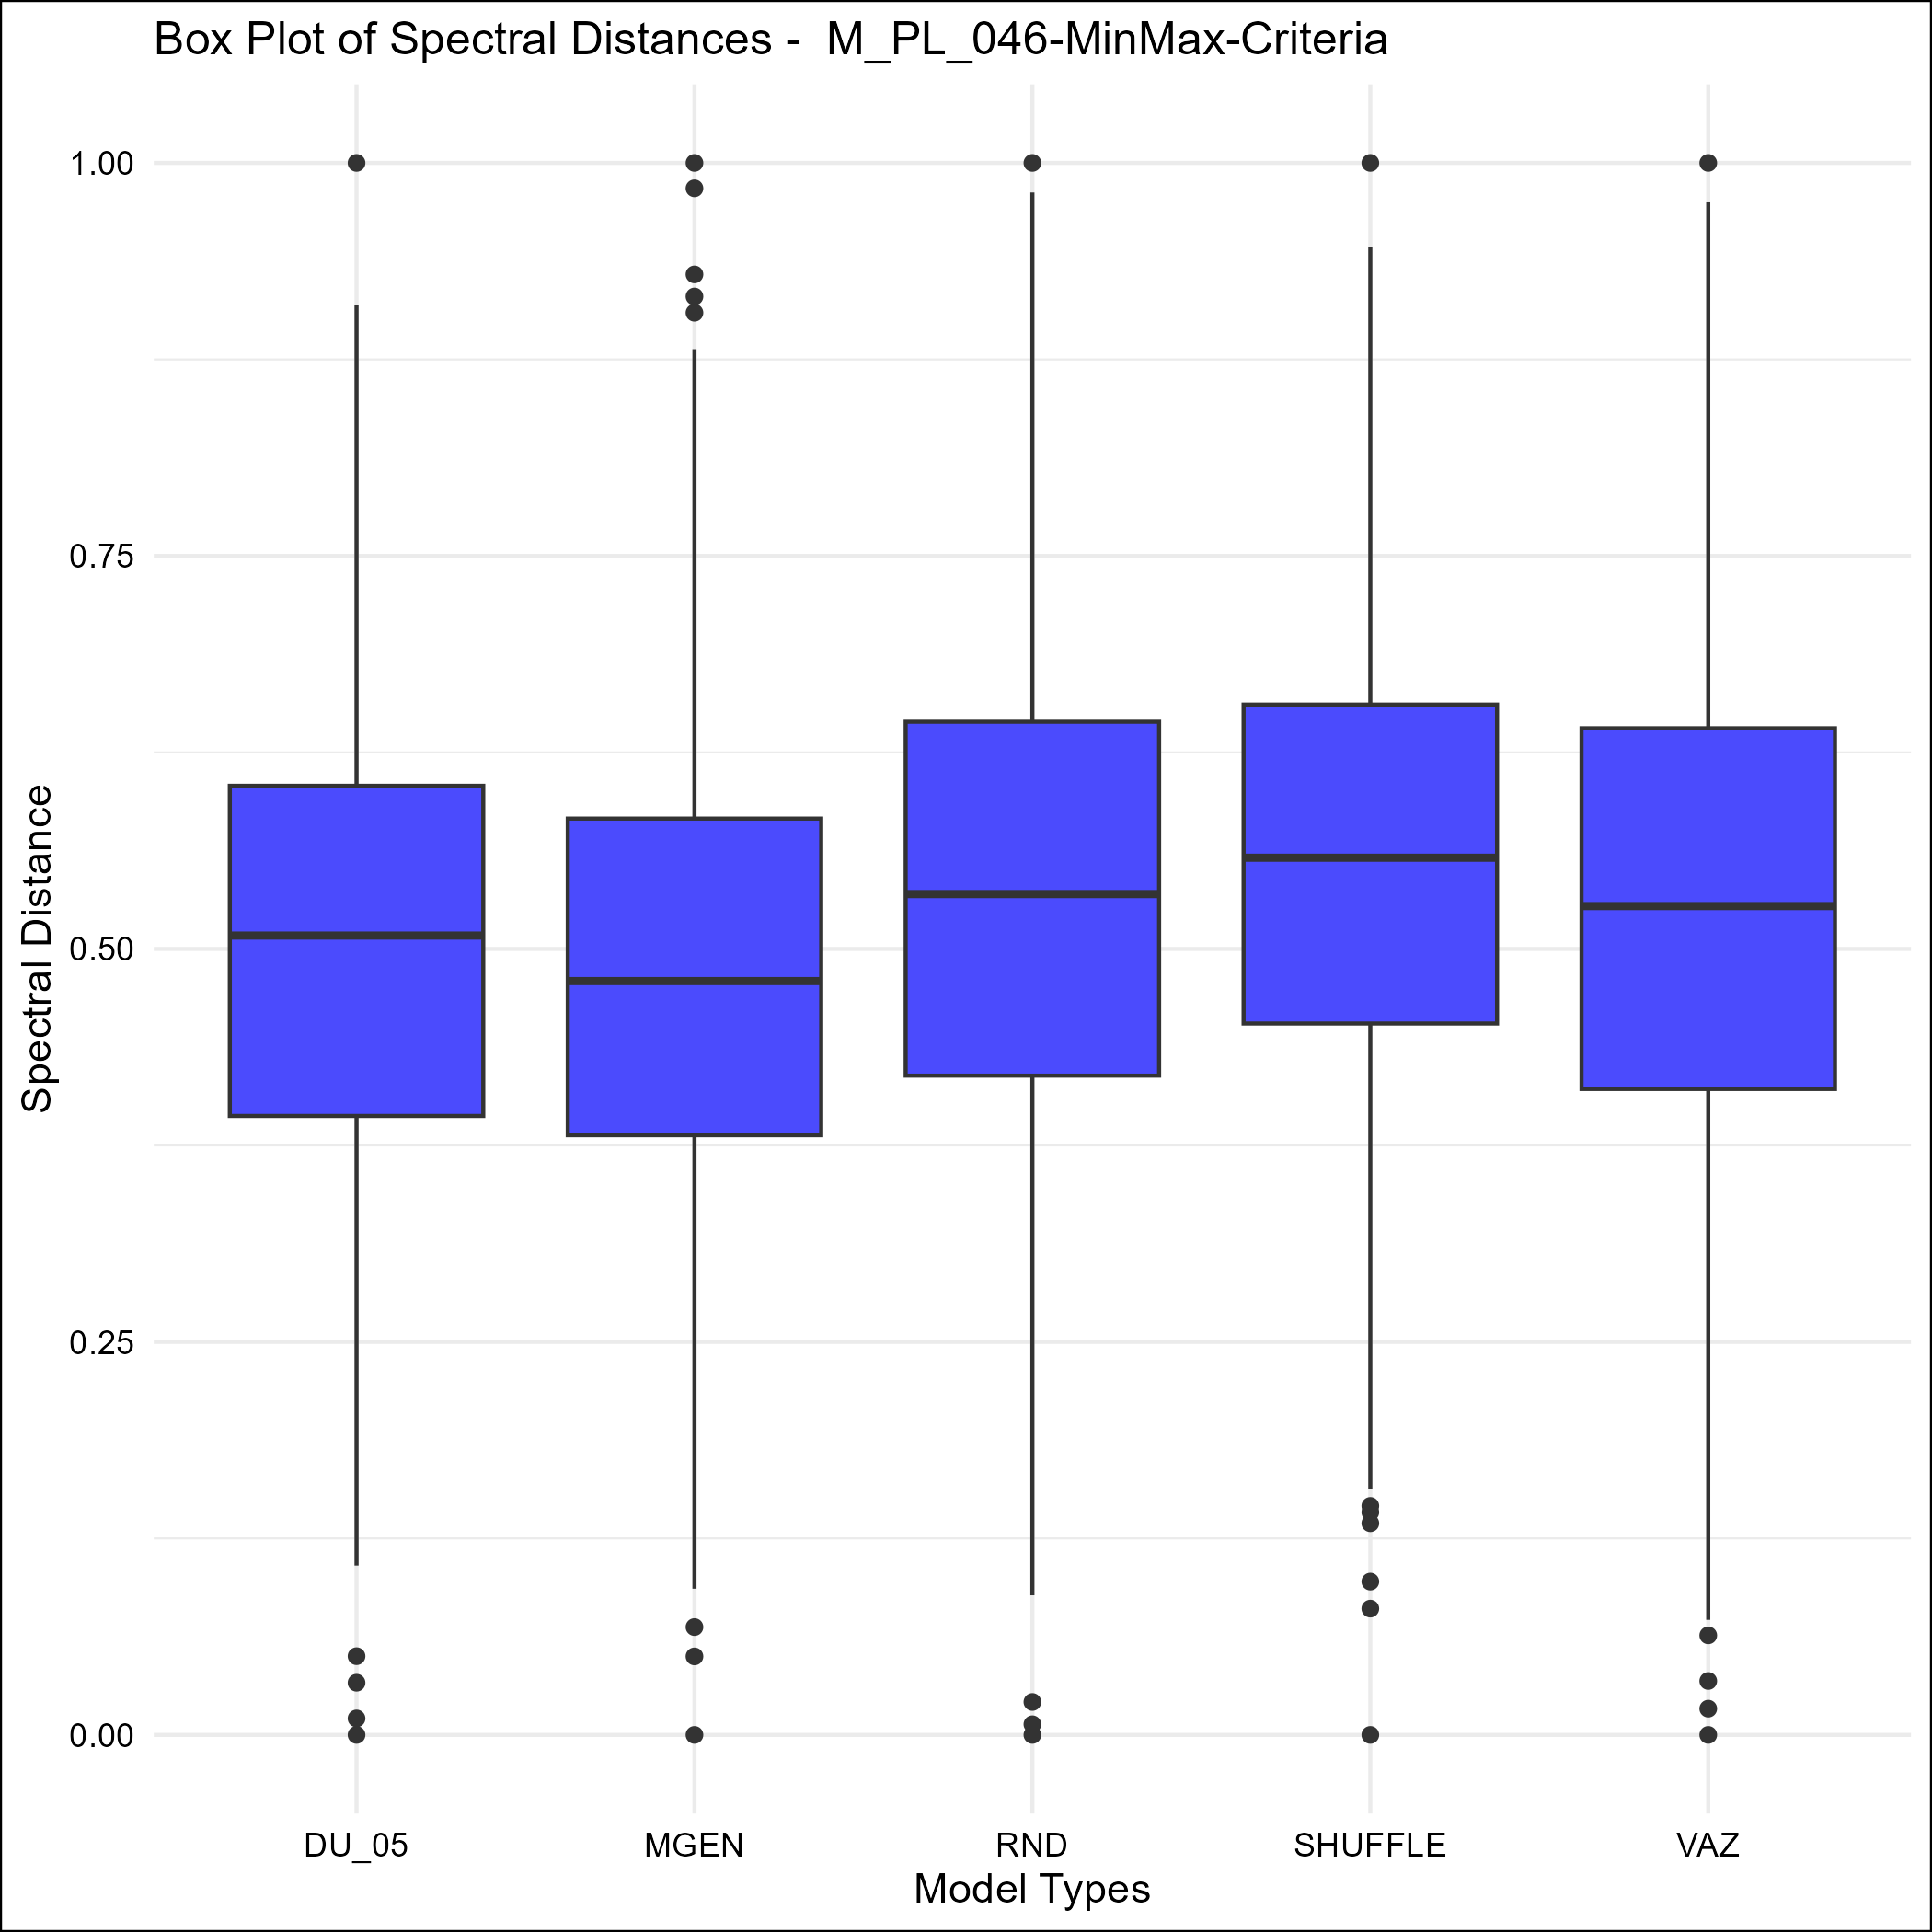 Box Plot of Spectral Distances -  M_PL_046-MinMax-Criteria
1.00
0.75
0.50
0.25
0.00
Spectral Distance
DU_05 MGEN RND SHUFFLE VAZ
Model Types